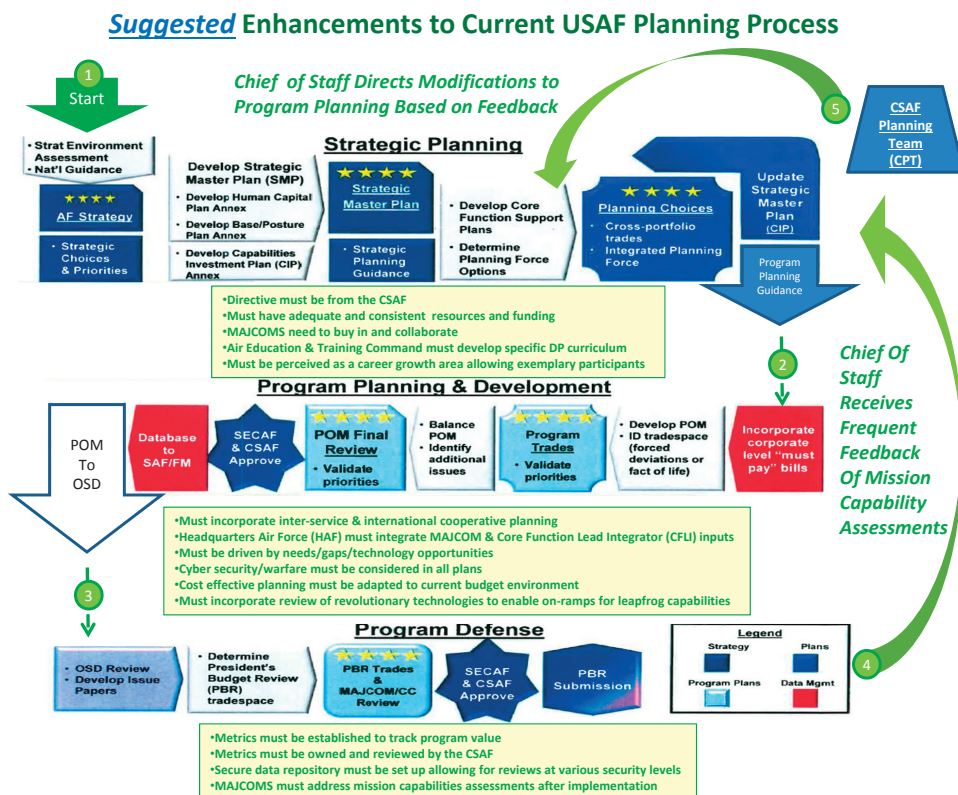 Suggested Enhancements to Current USAF Planning Process
1
Start
Chief of Staff Directs Modifications to
Program Planning Based on Feedback
5
CSAF
Planning
Team
(CPT)
Strategic Planning
• Strat Environment
Assessment
• Nat'l Guidance
AF Strategy
• Strategic
Choices
& Priorities
Develop Strategic
Master Plan (SMP)
• Develop Human Capital
Plan Annex
• Develop Base/Posture
Plan Annex
• Develop Capabilities
Investment Plan (CIP)
Annex
Strategic
Master Plan
• Strategic
Planning
Guidance
• Develop Core
Function Support
Plans
• Determine
Planning Force
Options
Planning Choices
• Cross-portfolio
trades
• Integrated Planning
Force
Update
Strategic
Master
Plan
(CIP)
Program
Planning
Guidance
•Directive must be from the CSAF
•Must have adequate and consistent resources and funding
•MAJCOMS need to buy in and collaborate
•Air Education & Training Command must develop specific DP curriculum
•Must be perceived as a career growth area allowing exemplary participants
2
Chief Of
Staff
Receives
Frequent
Feedback
Of Mission
Capability
Assessments
Program Planning & Development
POM
To
OSD
Database
to
SAF/FM
SECAF
& CSAF
Approve
POM Final
Review
• Validate
priorities
• Balance
POM
• Identify
additional
issues
Program
Trades
• Validate
priorities
• Develop POM
• ID tradespace
(forced
deviations or
fact of life)
Incorporate
corporate
level "must
pay" bills
•Must incorporate inter-service & international cooperative planning
•Headquarters Air Force (HAF) must integrate MAJCOM & Core Function Lead Integrator (CFLI) inputs
•Must be driven by needs/gaps/technology opportunities
•Cyber security/warfare must be considered in all plans
•Cost effective planning must be adapted to current budget environment
•Must incorporate review of revolutionary technologies to enable on-ramps for leapfrog capabilities
3
Program Defense
• OSD Review
• Develop Issue
Papers
• Determine
President's
Budget Review
(PBR)
tradespace
PBR Trades
&
MAJCOM/CC
Review
SECAF
& CSAF
Approve
PBR
Submission
Legend
Strategy
Plans
Program Plans
Data Mgmt
4
•Metrics must be established to track program value
•Metrics must be owned and reviewed by the CSAF
•Secure data repository must be set up allowing for reviews at various security levels
•MAJCOMS must address mission capabilities assessments after implementation